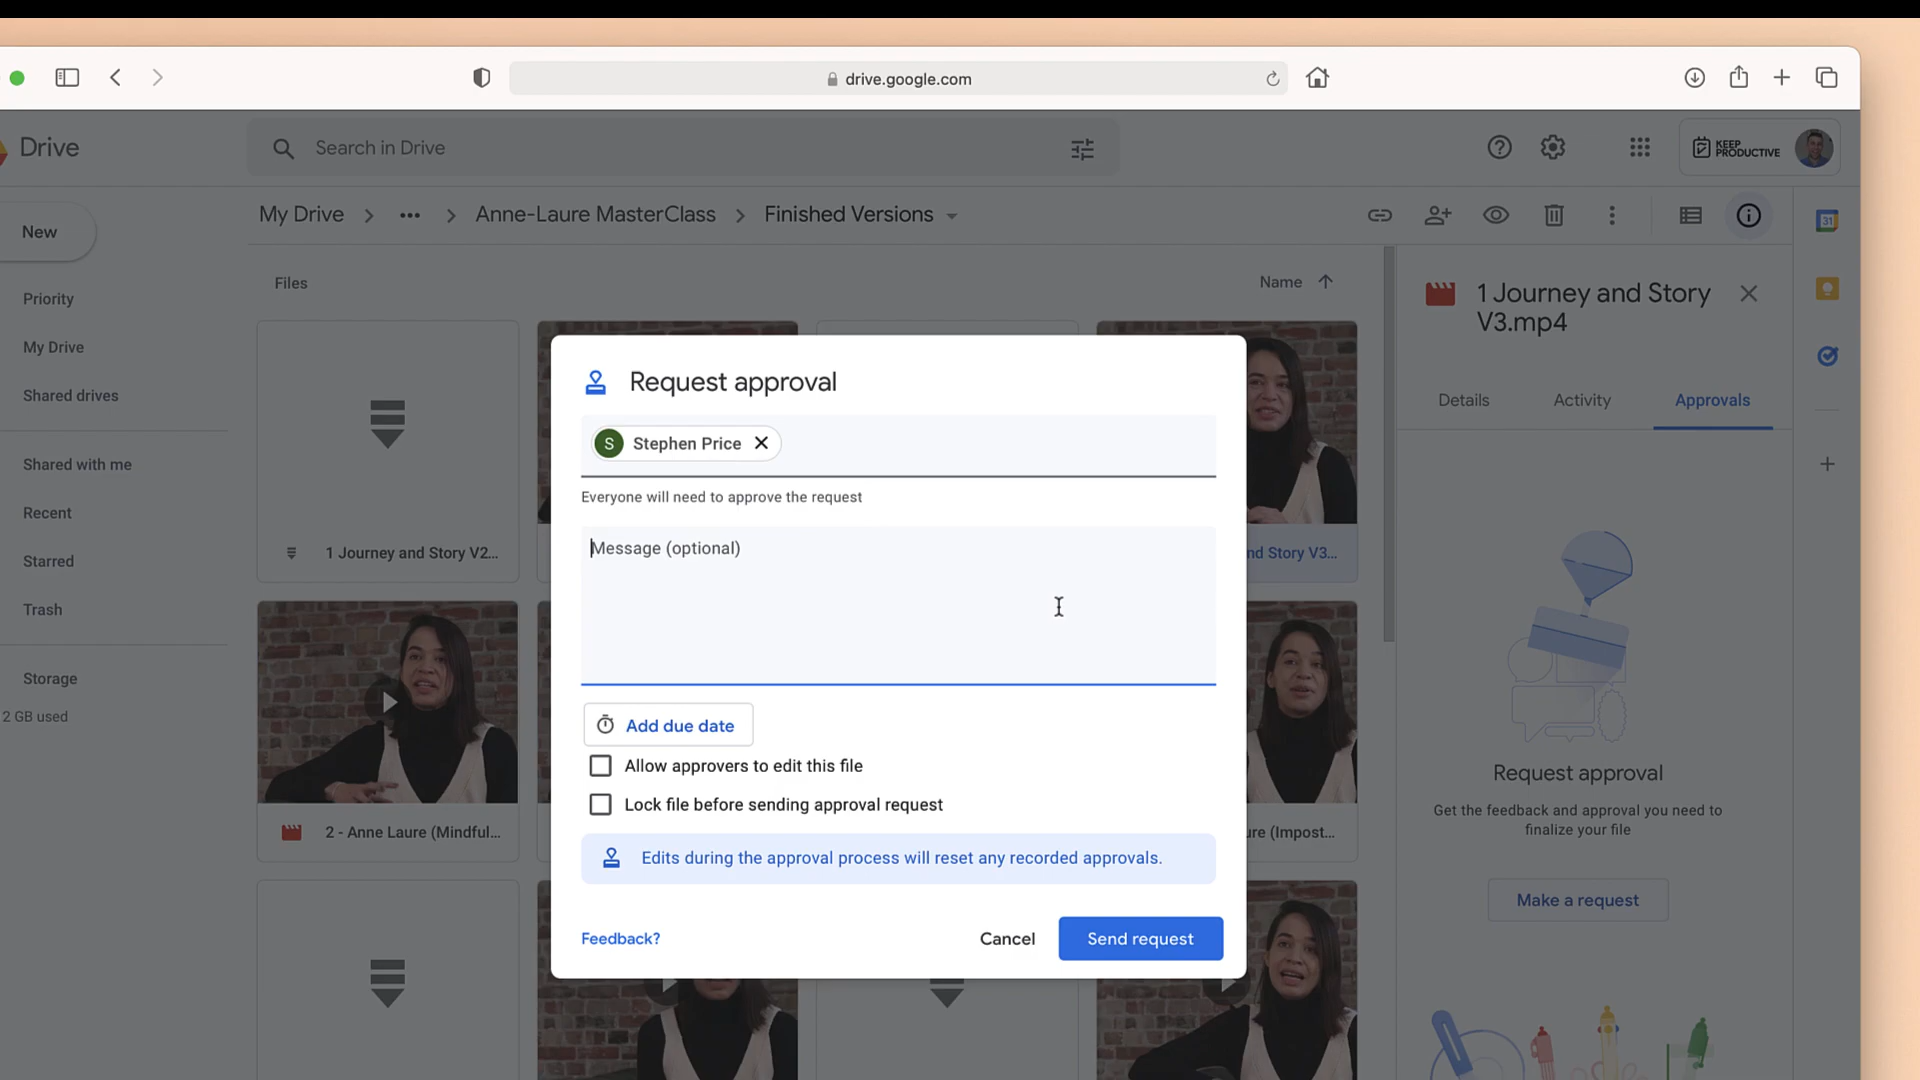 drive.google.com
Drive
Search in Drive
KEEP
PRODUCTIVE
New
My Drive
Anne-Laure MasterClass
Finished Versions
31
Priority
My Drive
Shared drives
Shared with me
Recent
Starred
Trash
Storage
2 GB used
Files
Name
1 Journey and Story V2...
nd Story V3...
2 - Anne Laure (Mindful...
ure (Impost...
Request approval
S Stephen Price
Everyone will need to approve the request
Message (optional)
Add due date
Allow approvers to edit this file
Lock file before sending approval request
Edits during the approval process will reset any recorded approvals.
Feedback?
Cancel
Send request
1 Journey and Story
V3.mp4
Details
Activity
Approvals
Request approval
Get the feedback and approval you need to
finalize your file
Make a request